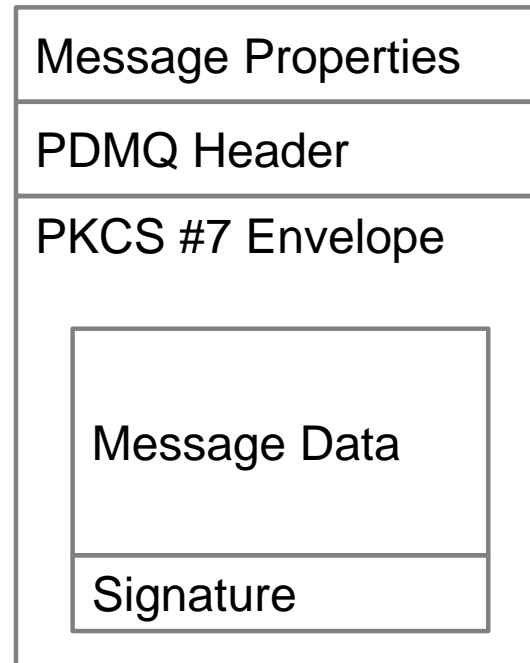 Message Properties
PDMQ Header
PKCS #7 Envelope
Message Data
Signature